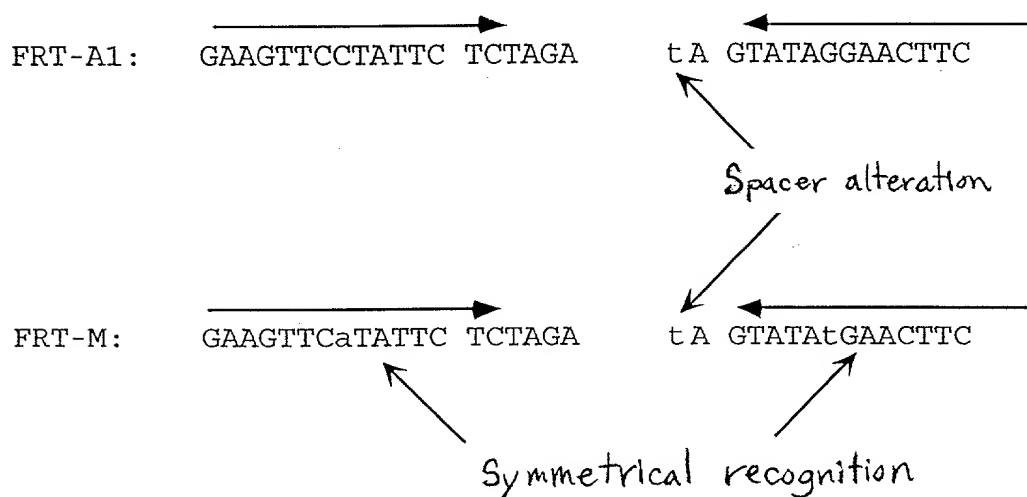 FRT-A1: GAAGTTCCTATTC TCTAGA tA GTATAGGAACTTC
Spacer alteration
FRT-M: GAAGTTCaTATTC TCTAGA tA GTATAtGAACTTC
Symmetrical recognition